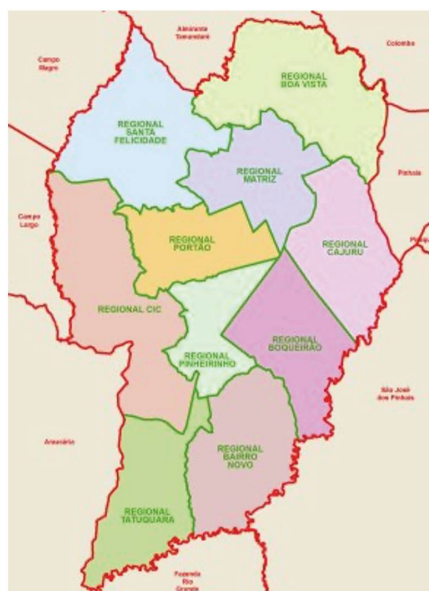 Almirante
Tamandaré
Colombo
Campo
Magro
REGIONAL
BOA VISTA
REGIONAL
SANTA
FELICIDADE
REGIONAL
MATRIZ
Pinhais
Campo
Largo
REGIONAL
PORTÃO
REGIONAL
CAJURU
REGIONAL CIC
REGIONAL
BOQUEIRÃO
REGIONAL
PINHEIRINHO
São José
dos Pinhais
Araucária
REGIONAL
BAIRRO
NOVO
REGIONAL
TATUQUARA
Fazenda
Rio
Grande